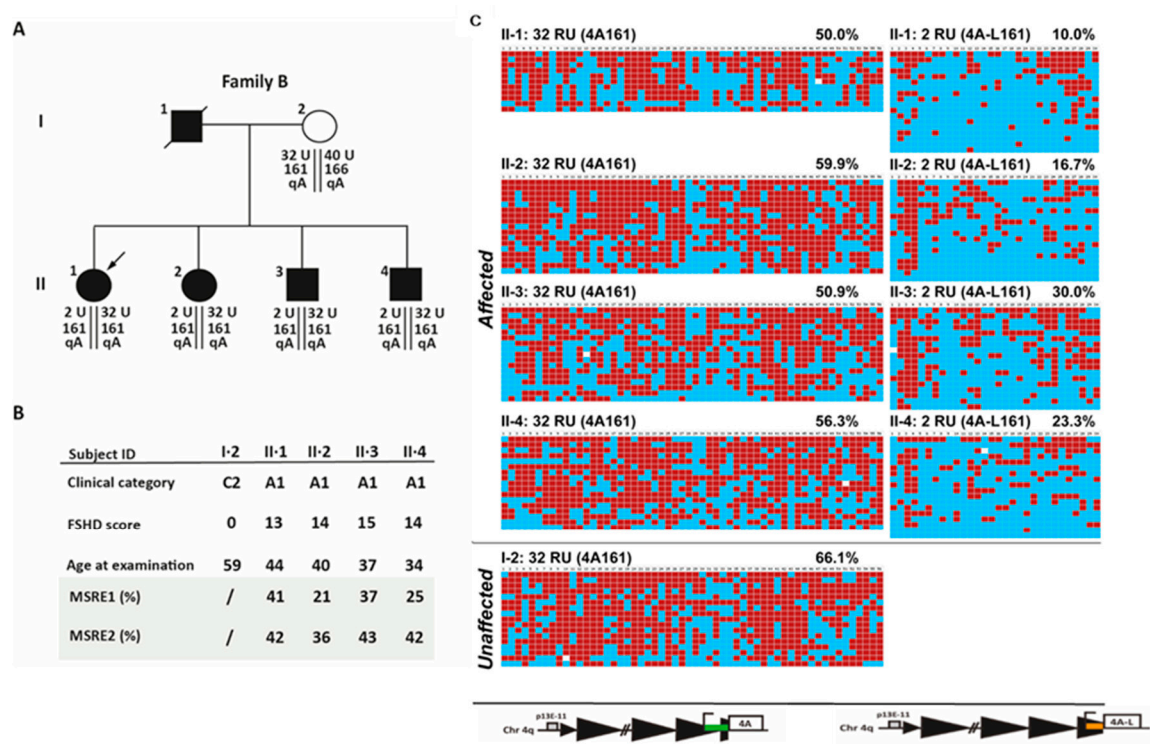 A
Family B
1
2
I
32 U 40 U
161 166
qA qA
1
2
3
4
II
2 U 32 U
161 161
qA qA
2 U 32 U
161 161
qA qA
2 U 32 U
161 161
qA qA
2 U 32 U
161 161
qA qA
B
Subject ID I·2 II·1 II·2 II·3 II·4
Clinical category C2 A1 A1 A1 A1
FSHD score 0 13 14 15 14
Age at examination 59 44 40 37 34
MSRE1 (%) / 41 21 37 25
MSRE2 (%) / 42 36 43 42
C
II-1: 32 RU (4A161) 50.0%
II-1: 2 RU (4A-L161) 10.0%
II-2: 32 RU (4A161) 59.9%
II-2: 2 RU (4A-L161) 16.7%
Affected
II-3: 32 RU (4A161) 50.9%
II-3: 2 RU (4A-L161) 30.0%
II-4: 32 RU (4A161) 56.3%
II-4: 2 RU (4A-L161) 23.3%
Unaffected
I-2: 32 RU (4A161) 66.1%
p13E-11
Chr 4q
4A
p13E-11
Chr 4q
4A-L